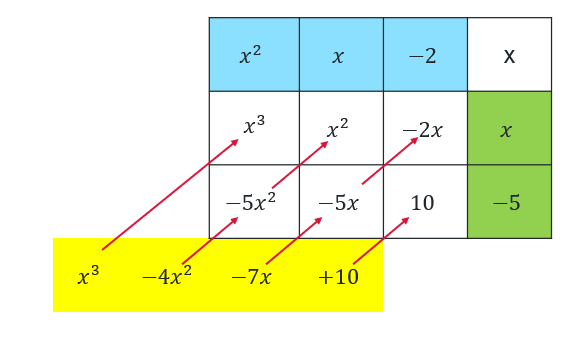 x² x −2 x
x³ x² −2x x
−5x² −5x 10 −5
x³ −4x² −7x +10